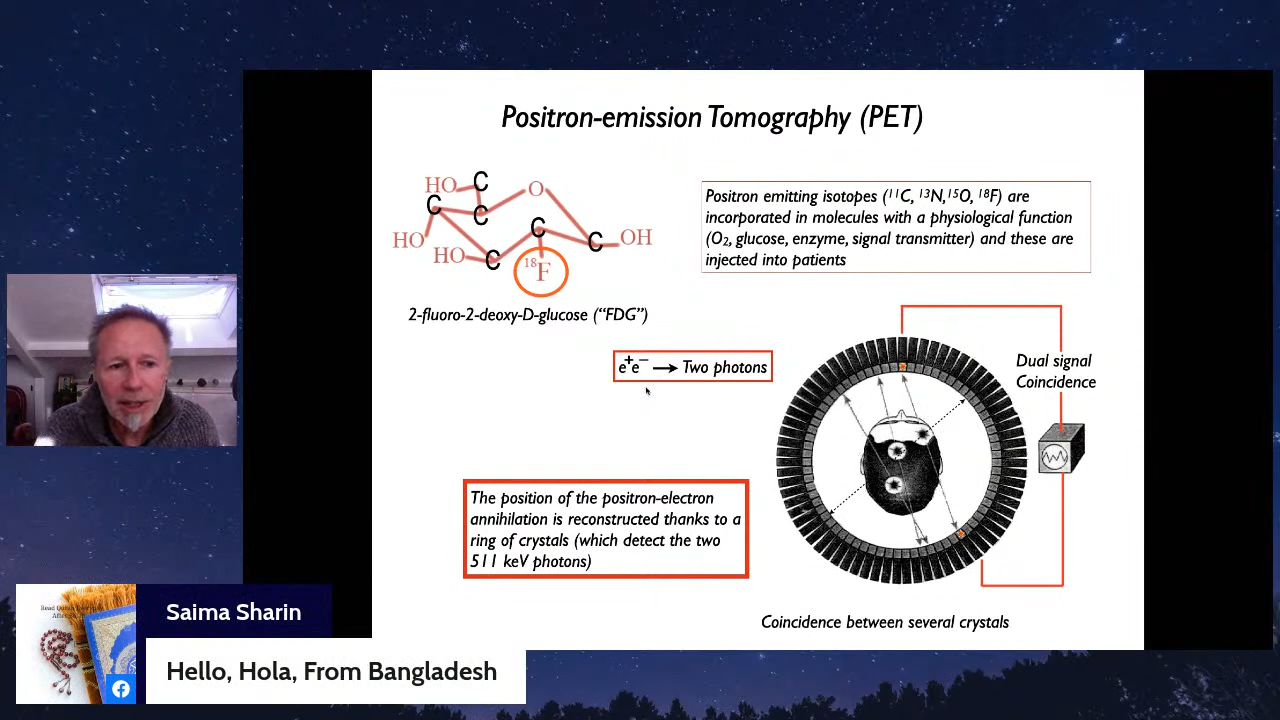 Positron-emission Tomography (PET)
HO
C
O
C
C
C
C
C
HO
HO
OH
¹⁸F
2-fluoro-2-deoxy-D-glucose (“FDG”)
Positron emitting isotopes (¹¹C, ¹³N,¹⁵O, ¹⁸F) are
incorporated in molecules with a physiological function
(O₂, glucose, enzyme, signal transmitter) and these are
injected into patients
e⁺e⁻ → Two photons
Dual signal
Coincidence
The position of the positron-electron
annihilation is reconstructed thanks to a
ring of crystals (which detect the two
511 keV photons)
Coincidence between several crystals
Saima Sharin
Hello, Hola, From Bangladesh